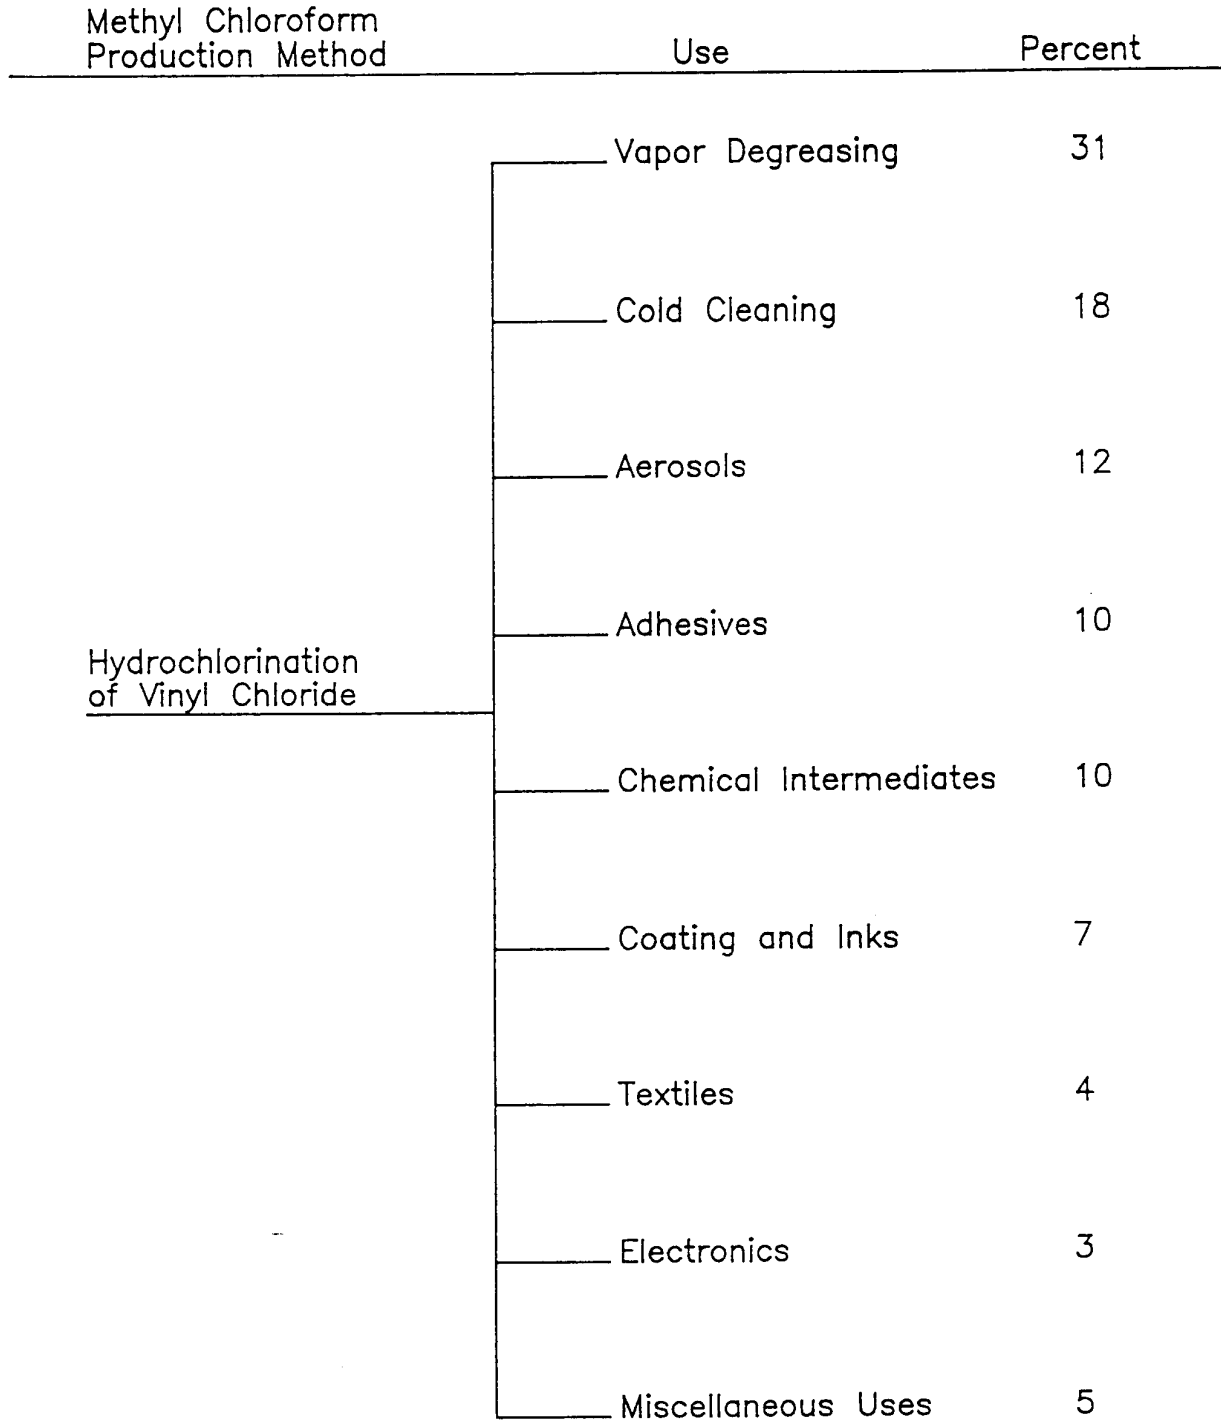 Methyl Chloroform
Production Method
Use
Percent
Vapor Degreasing 31
Cold Cleaning 18
Aerosols 12
Adhesives 10
Hydrochlorination
of Vinyl Chloride
Chemical Intermediates 10
Coating and Inks 7
Textiles 4
Electronics 3
Miscellaneous Uses 5